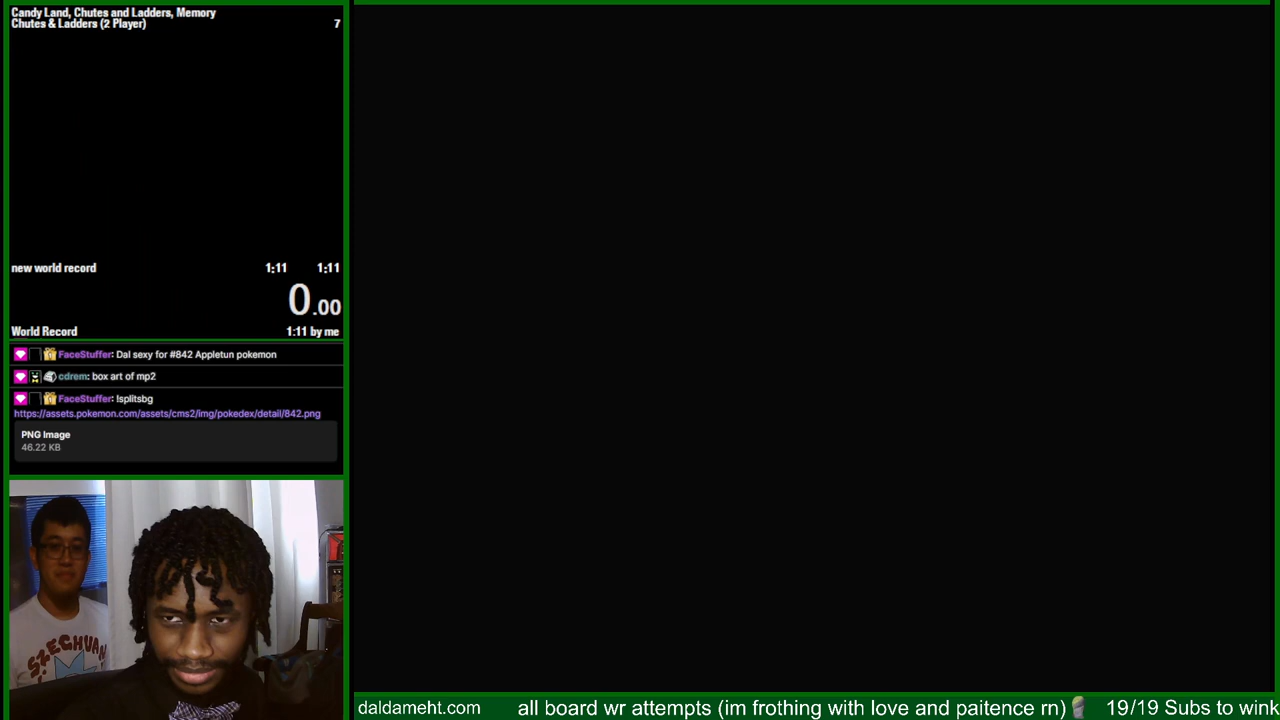 Candy Land, Chutes and Ladders, Memory
Chutes & Ladders (2 Player) 7
new world record 1:11 1:11
0.00
World Record 1:11 by me
FaceStuffer: Dal sexy for #842 Appletun pokemon
cdrem: box art of mp2
FaceStuffer: !splitsbg
https://assets.pokemon.com/assets/cms2/img/pokedex/detail/842.png
PNG Image
46.22 KB
SZECHUAN
daldameht.com all board wr attempts (im frothing with love and paitence rn) 19/19 Subs to wink